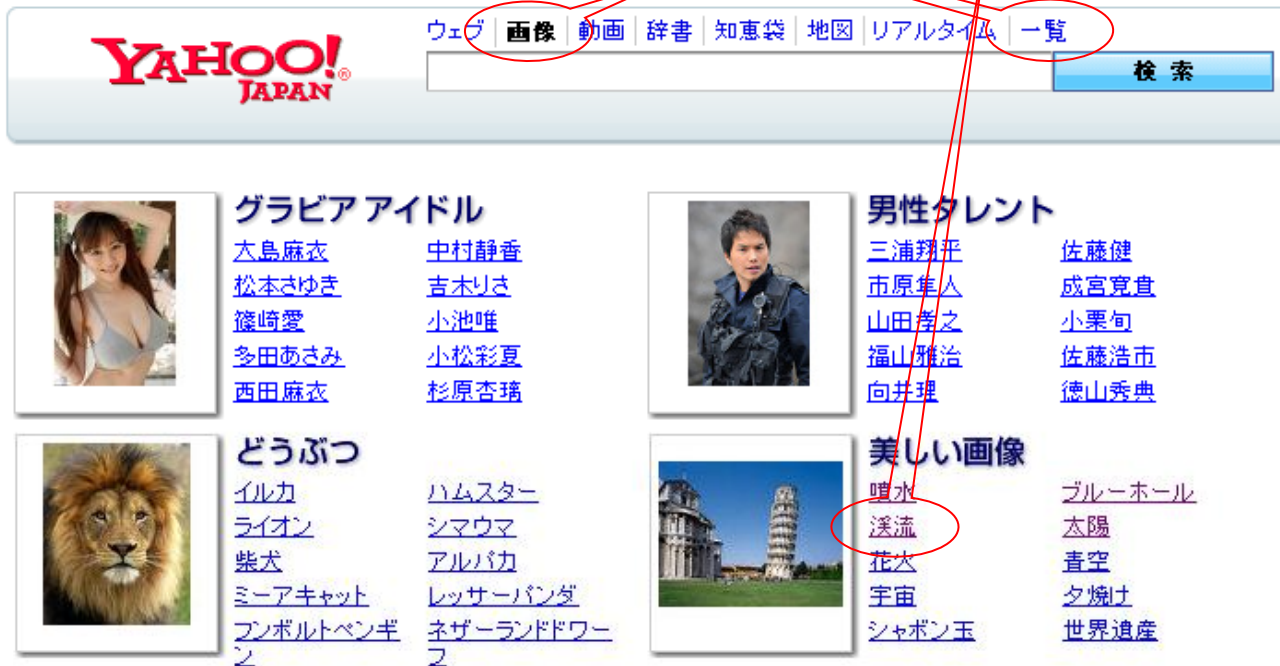 ウェブ 画像 動画 辞書 知恵袋 地図 リアルタイム 一覧
YAHOO!®
JAPAN
検索
グラビア アイドル
大島麻衣 中村静香
松本さゆき 吉木りさ
篠崎愛 小池唯
多田あさみ 小松彩夏
西田麻衣 杉原杏璃
男性タレント
三浦翔平 佐藤健
市原隼人 成宮寛貴
山田孝之 小栗旬
福山雅治 佐藤浩市
向井理 徳山秀典
どうぶつ
イルカ ハムスター
ライオン シマウマ
柴犬 アルパカ
ミーアキャット レッサーパンダ
フンボルトペンギ ネザーランドドワー
ン フ
美しい画像
噴水 ブルーホール
渓流 太陽
花火 青空
宇宙 夕焼け
シャボン玉 世界遺産